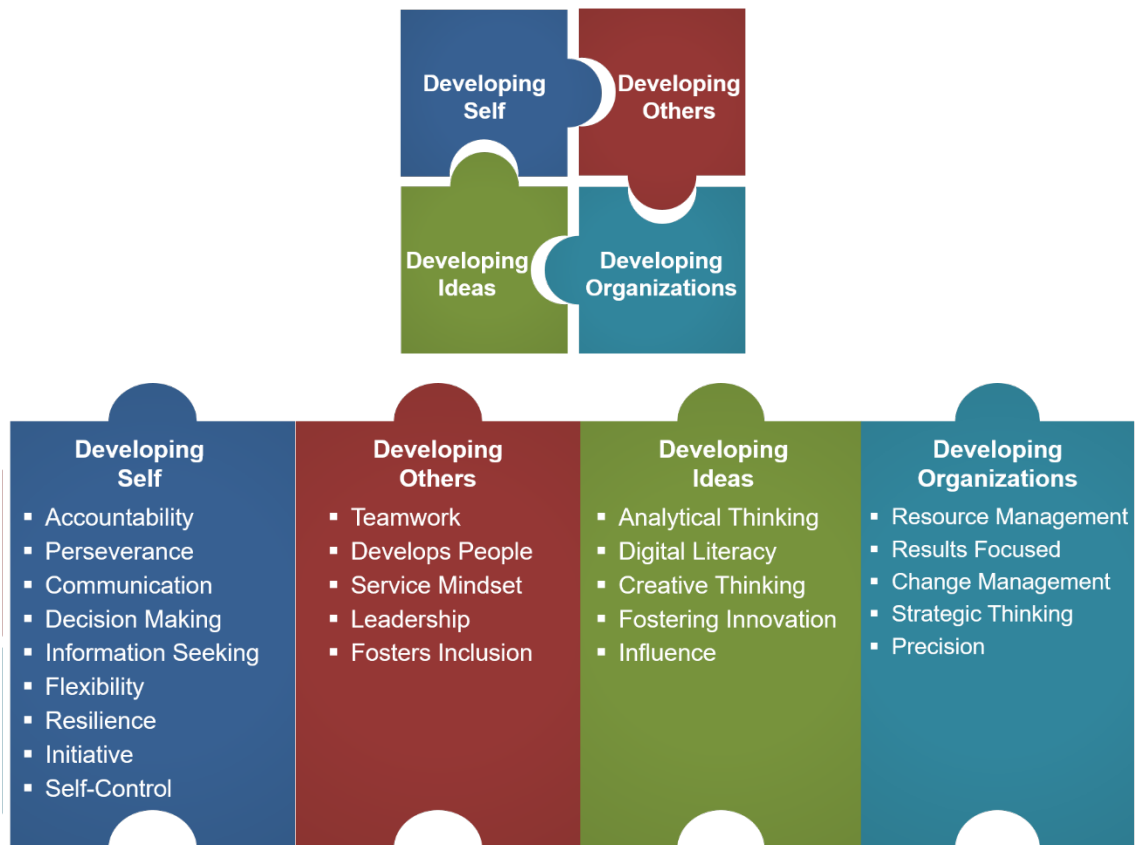 Developing
Self
Developing
Others
Developing
Ideas
Developing
Organizations
Developing
Self
▪ Accountability
▪ Perseverance
▪ Communication
▪ Decision Making
▪ Information Seeking
▪ Flexibility
▪ Resilience
▪ Initiative
▪ Self-Control
Developing
Others
▪ Teamwork
▪ Develops People
▪ Service Mindset
▪ Leadership
▪ Fosters Inclusion
Developing
Ideas
▪ Analytical Thinking
▪ Digital Literacy
▪ Creative Thinking
▪ Fostering Innovation
▪ Influence
Developing
Organizations
▪ Resource Management
▪ Results Focused
▪ Change Management
▪ Strategic Thinking
▪ Precision